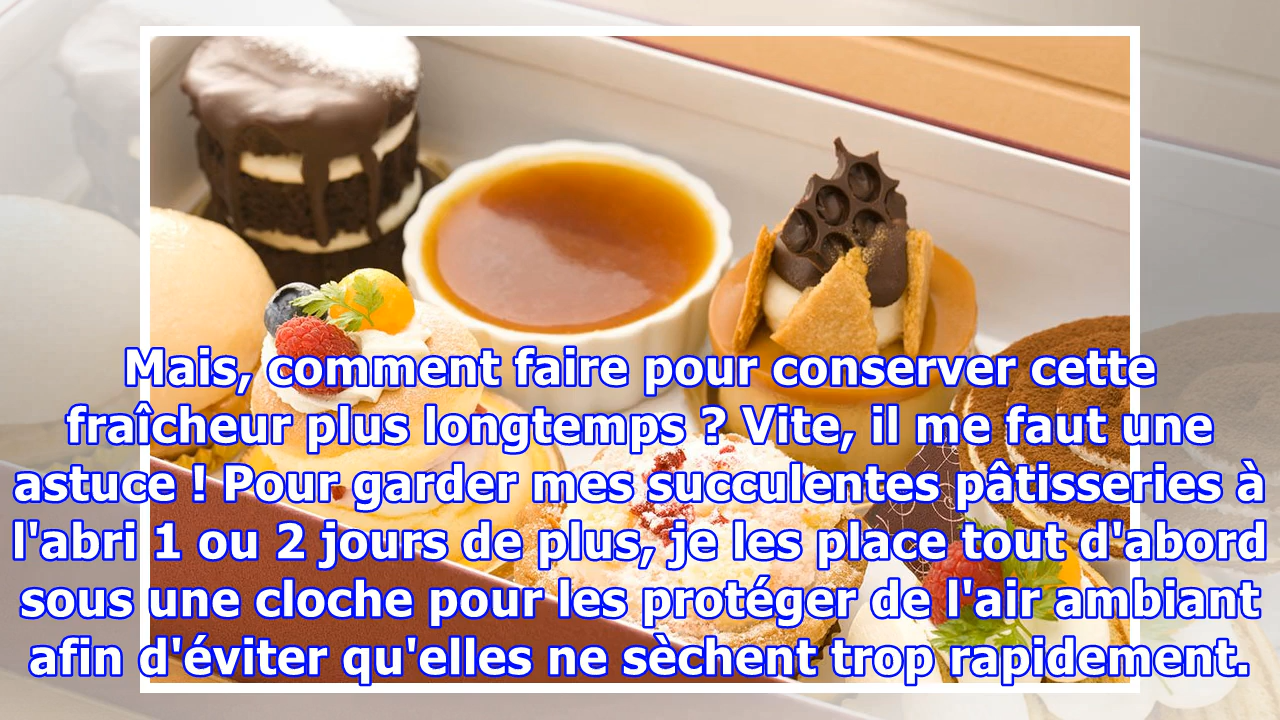 Mais, comment faire pour conserver cette
fraîcheur plus longtemps ? Vite, il me faut une
astuce ! Pour garder mes succulentes pâtisseries à
l'abri 1 ou 2 jours de plus, je les place tout d'abord
sous une cloche pour les protéger de l'air ambiant
afin d'éviter qu'elles ne sèchent trop rapidement.